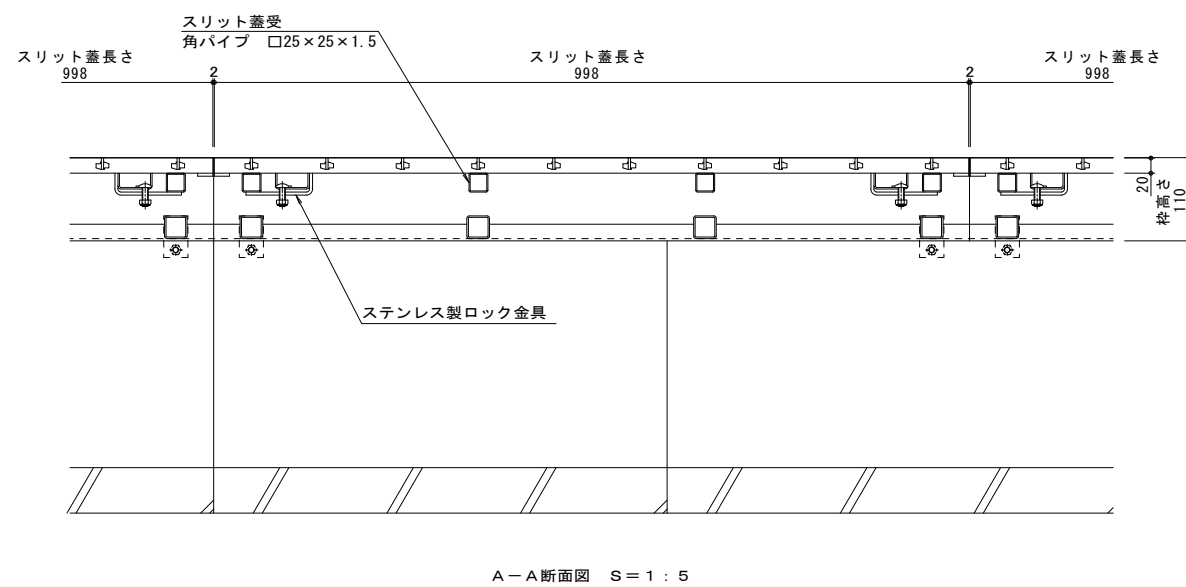 スリット蓋受
角パイプ　□25×25×1.5
スリット蓋長さ
998
2
スリット蓋長さ
998
2
スリット蓋長さ
998
20
枠高さ
110
ステンレス製ロック金具
A－A断面図　S＝1：5